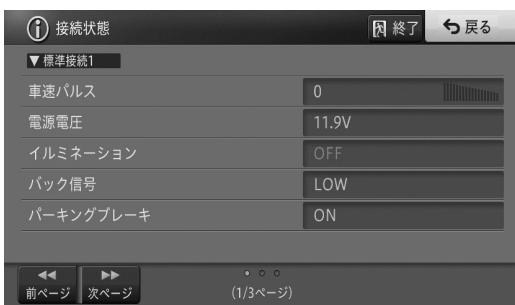 接続状態
終了
戻る
▼標準接続1
車速パルス 0
電源電圧 11.9V
イルミネーション OFF
バック信号 LOW
パーキングブレーキ ON
前ページ 次ページ
(1/3ページ)